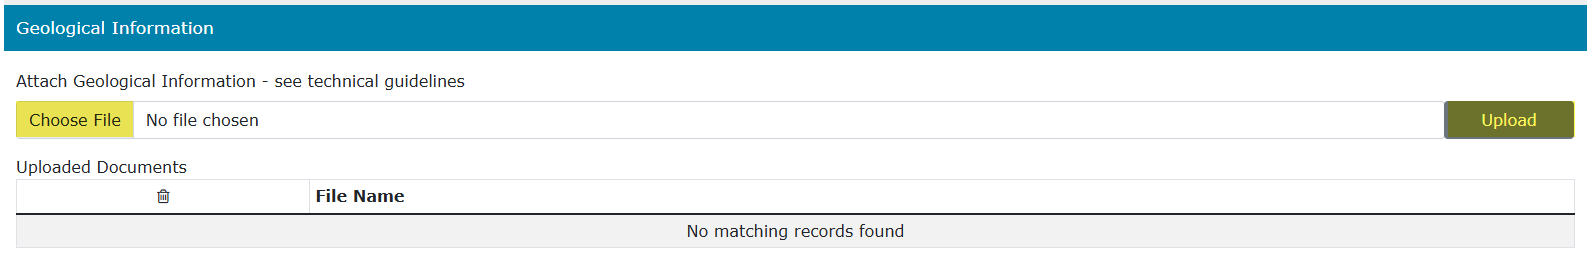 Geological Information
Attach Geological Information - see technical guidelines
Choose File No file chosen Upload
Uploaded Documents
File Name
No matching records found